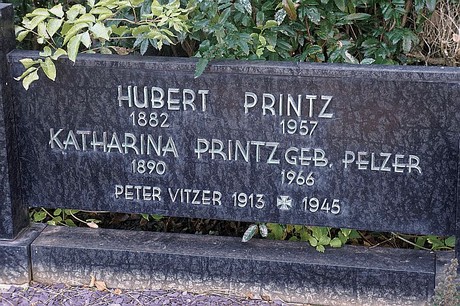 HUBERT PRINTZ
1882 1957
KATHARINA PRINTZ GEB. PELZER
1890 1966
PETER VITZER 1913 ✠ 1945